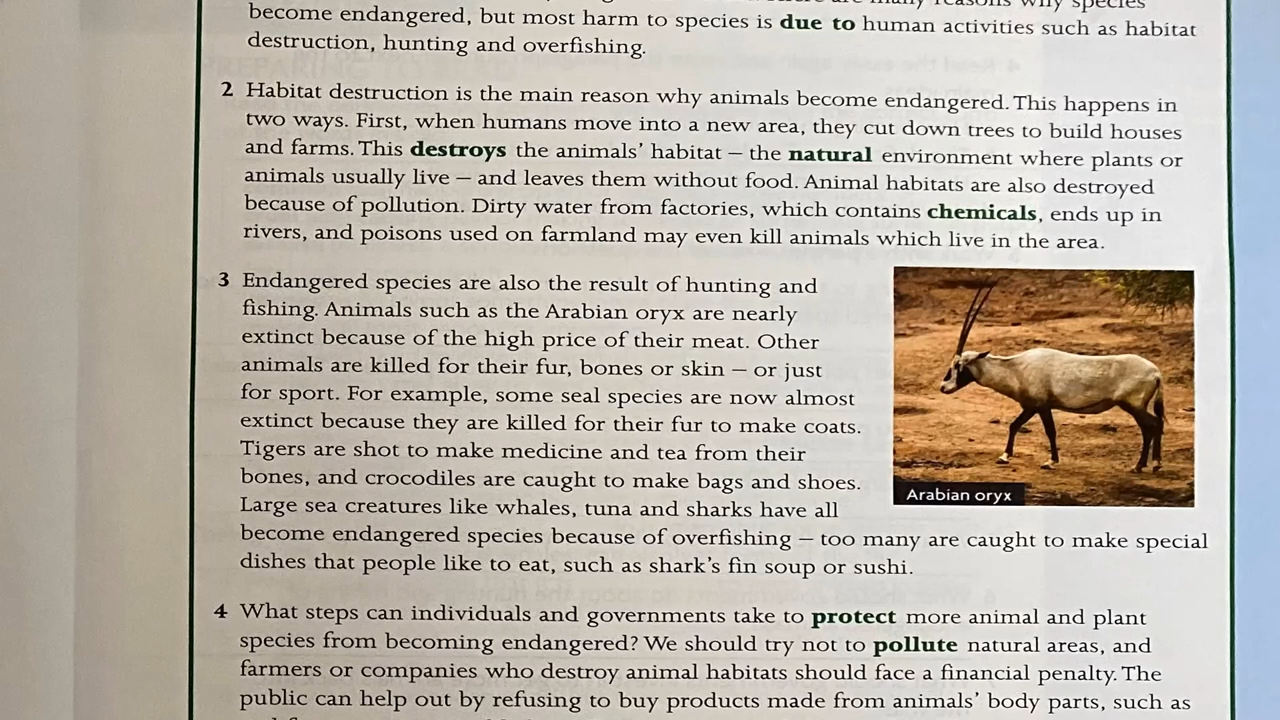 many reasons why species
become endangered, but most harm to species is due to human activities such as habitat
destruction, hunting and overfishing.
2 Habitat destruction is the main reason why animals become endangered. This happens in
two ways. First, when humans move into a new area, they cut down trees to build houses
and farms. This destroys the animals' habitat – the natural environment where plants or
animals usually live – and leaves them without food. Animal habitats are also destroyed
because of pollution. Dirty water from factories, which contains chemicals, ends up in
rivers, and poisons used on farmland may even kill animals which live in the area.
3 Endangered species are also the result of hunting and
fishing. Animals such as the Arabian oryx are nearly
extinct because of the high price of their meat. Other
animals are killed for their fur, bones or skin – or just
for sport. For example, some seal species are now almost
extinct because they are killed for their fur to make coats.
Tigers are shot to make medicine and tea from their
bones, and crocodiles are caught to make bags and shoes.
Large sea creatures like whales, tuna and sharks have all
become endangered species because of overfishing – too many are caught to make special
dishes that people like to eat, such as shark's fin soup or sushi.
Arabian oryx
4 What steps can individuals and governments take to protect more animal and plant
species from becoming endangered? We should try not to pollute natural areas, and
farmers or companies who destroy animal habitats should face a financial penalty. The
public can help out by refusing to buy products made from animals' body parts, such as